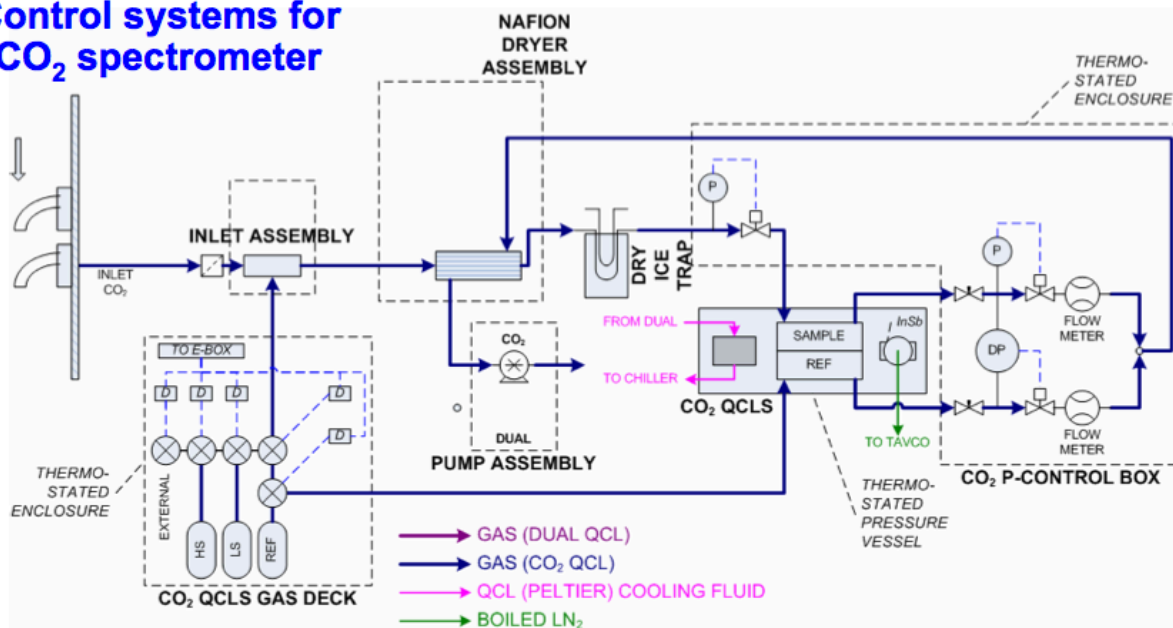 Control systems for
CO₂ spectrometer
NAFION
DRYER
ASSEMBLY
THERMO-
STATED
ENCLOSURE
INLET ASSEMBLY
INLET
CO₂
P
DRY
ICE
TRAP
P
FLOW
METER
DP
FLOW
METER
CO₂ P-CONTROL BOX
FROM DUAL
TO CHILLER
SAMPLE
REF
I
InSb
CO₂ QCLS
TO TAVCO
THERMO-
STATED
PRESSURE
VESSEL
CO₂
DUAL
PUMP ASSEMBLY
TO E-BOX
D
D
D
D
D
THERMO-
STATED
ENCLOSURE
EXTERNAL
HS
LS
REF
CO₂ QCLS GAS DECK
GAS (DUAL QCL)
GAS (CO₂ QCL)
QCL (PELTIER) COOLING FLUID
BOILED LN₂